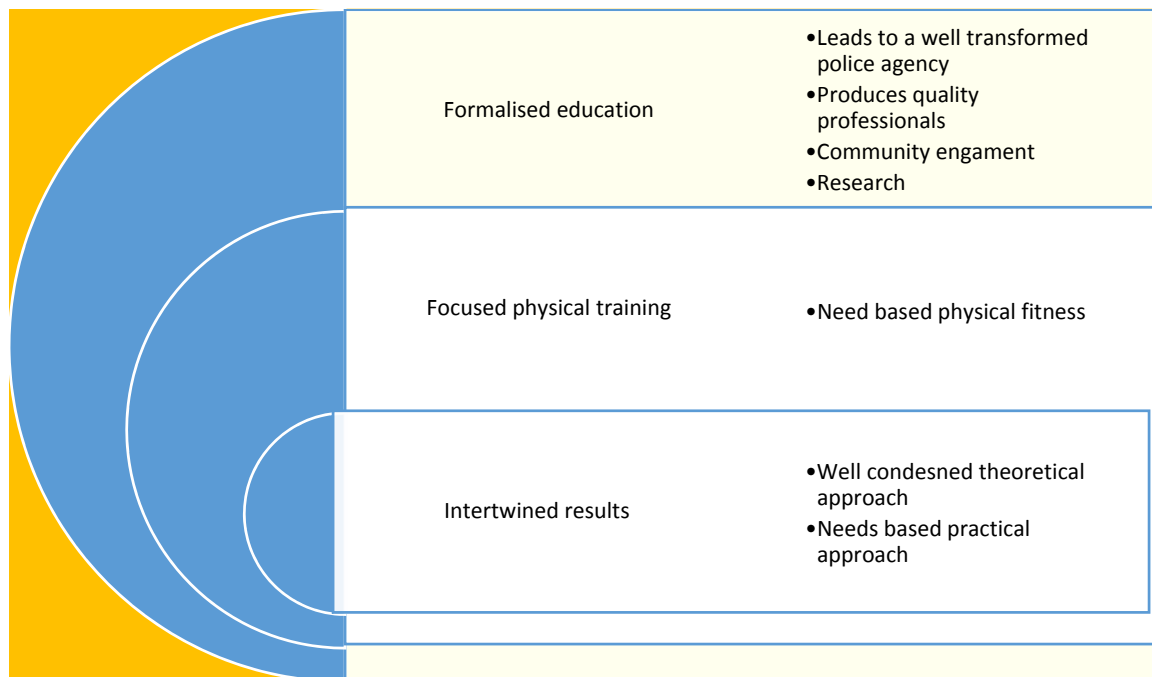 Formalised education
•Leads to a well transformed
police agency
•Produces quality
professionals
•Community engament
•Research
Focused physical training
•Need based physical fitness
Intertwined results
•Well condesned theoretical
approach
•Needs based practical
approach